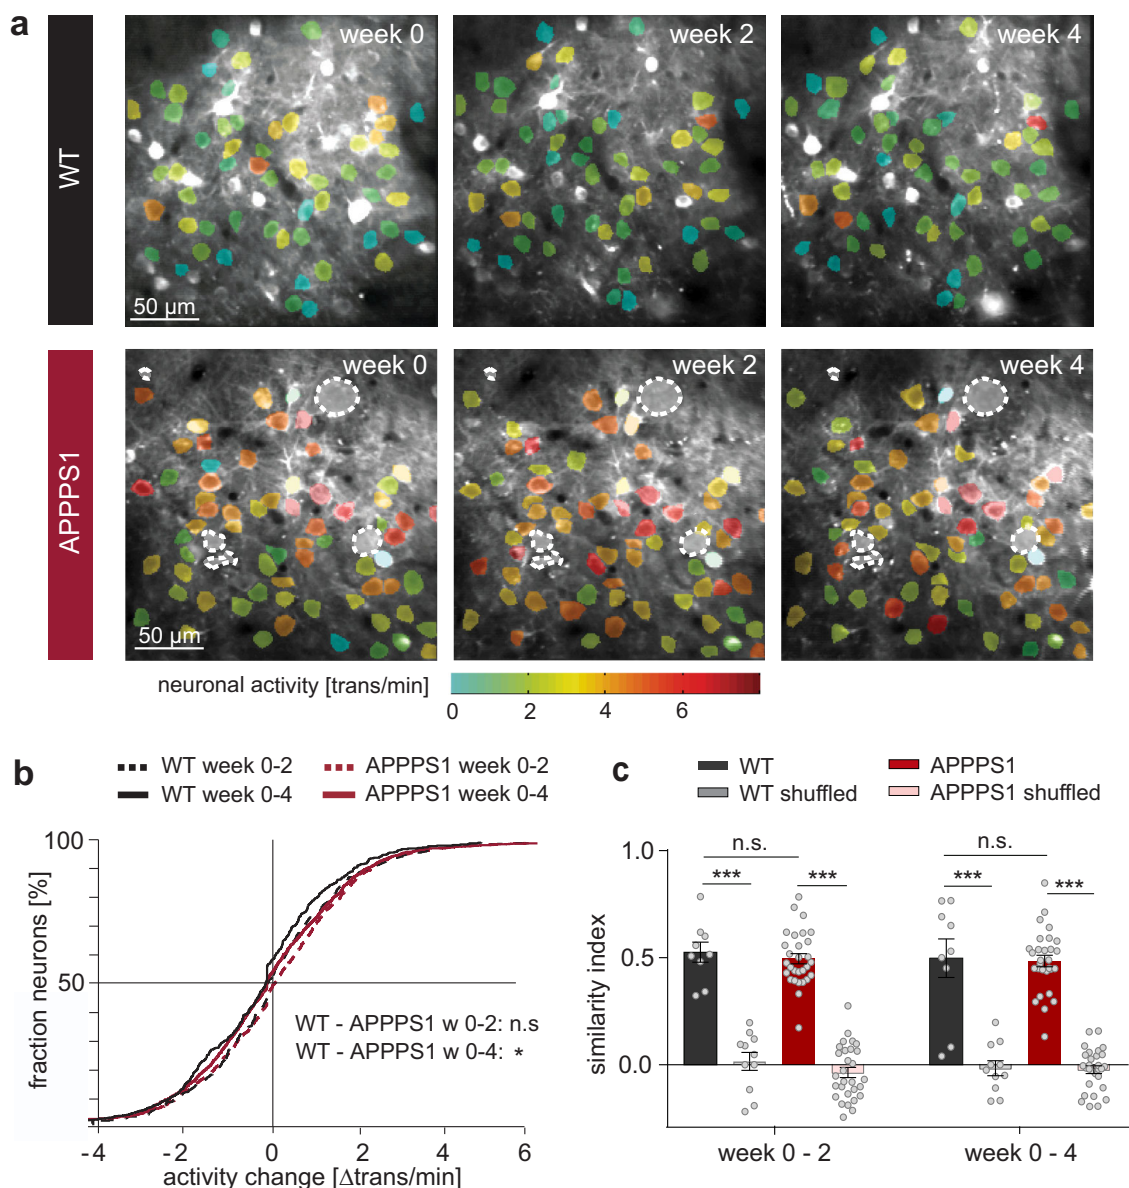 a
WT
week 0
week 2
week 4
50 µm
APPPS1
week 0
week 2
week 4
50 µm
neuronal activity [trans/min]
0 2 4 6
b
WT week 0-2
APPPS1 week 0-2
WT week 0-4
APPPS1 week 0-4
fraction neurons [%]
100
50
WT - APPPS1 w 0-2: n.s
WT - APPPS1 w 0-4: *
-4 -2 0 2 4 6
activity change [Δtrans/min]
c
WT
APPPS1
WT shuffled
APPPS1 shuffled
similarity index
1.0
0.5
0.0
n.s.
n.s.
*** *** *** ***
week 0 - 2
week 0 - 4